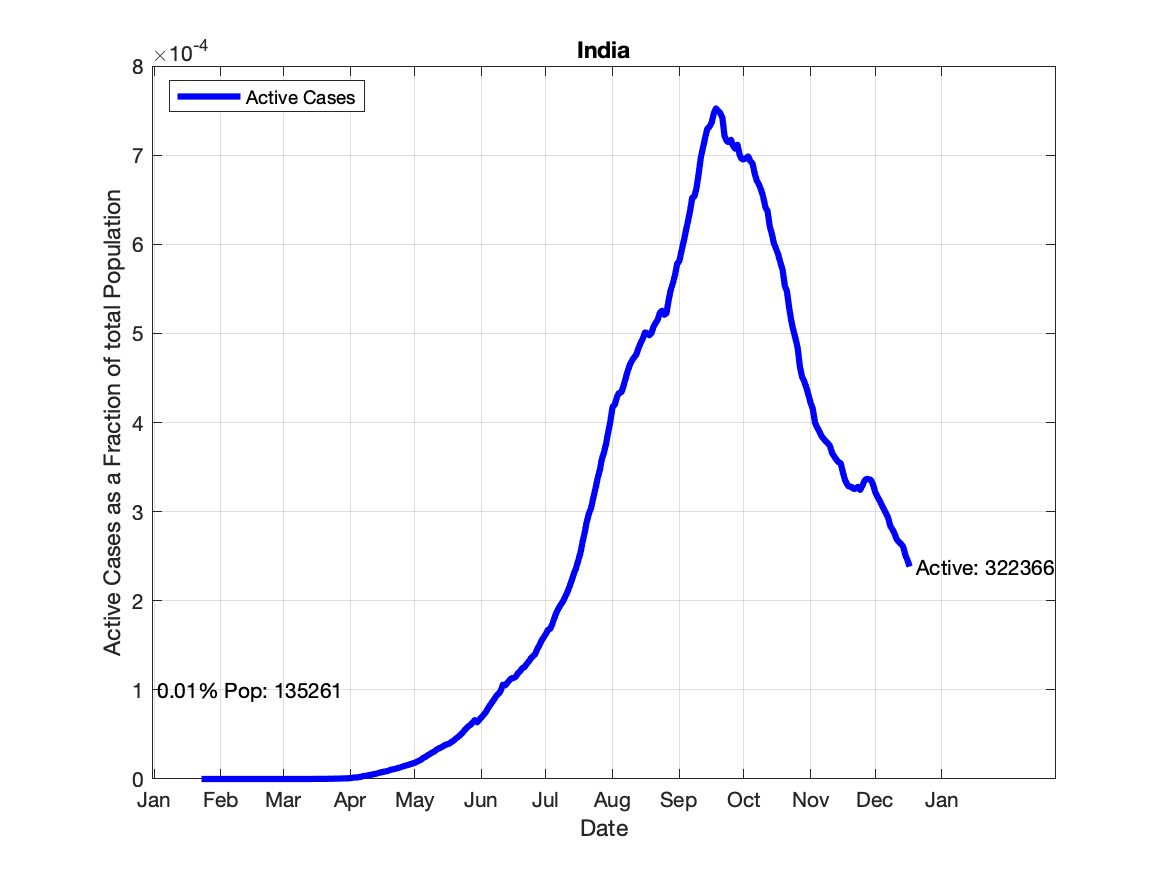 India
×10-4
Active Cases
8
7
6
5
4
3
2
1
0
Active Cases as a Fraction of total Population
Active: 322366
0.01% Pop: 135261
Jan Feb Mar Apr May Jun Jul Aug Sep Oct Nov Dec Jan
Date